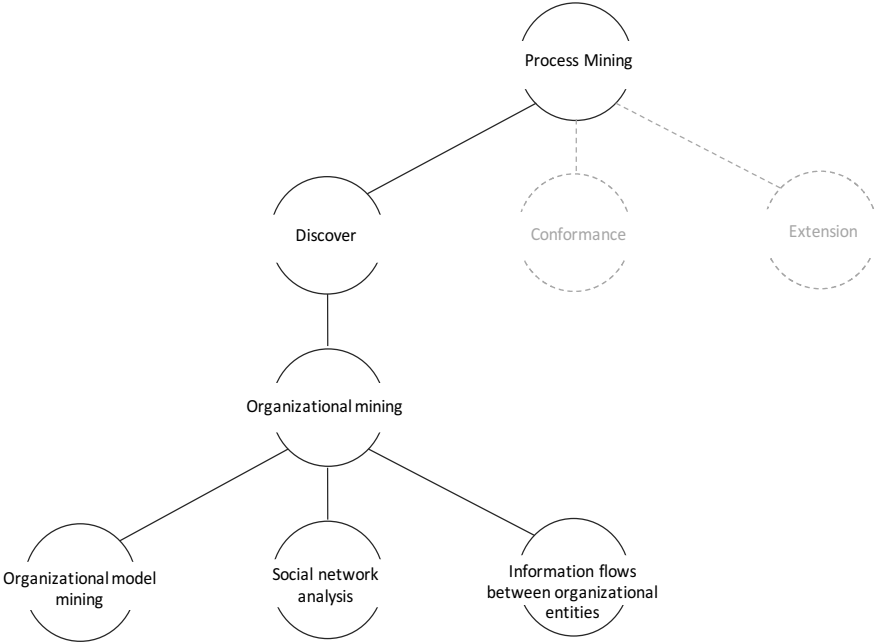 Process Mining
Discover
Conformance
Extension
Organizational mining
Organizational model
mining
Social network
analysis
Information flows
between organizational
entities